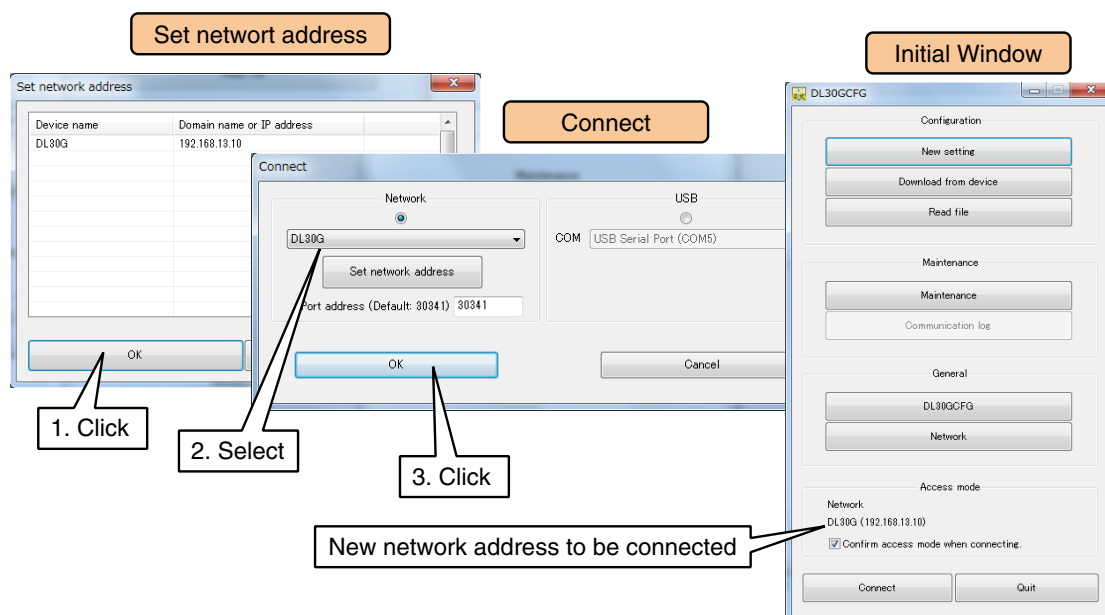 Set networt address
Set network address
Device name Domain name or IP address
DL30G 192.168.13.10
OK
1. Click
Connect
Connect
Network
DL30G
Set network address
Port address (Default: 30341) 30341
USB
COM USB Serial Port (COM5)
OK
Cancel
2. Select
3. Click
Initial Window
DL30GCFG
Configuration
New setting
Download from device
Read file
Maintenance
Maintenance
Communication log
General
DL30GCFG
Network
Access mode
Network
DL30G (192.168.13.10)
Confirm access mode when connecting.
Connect Quit
New network address to be connected